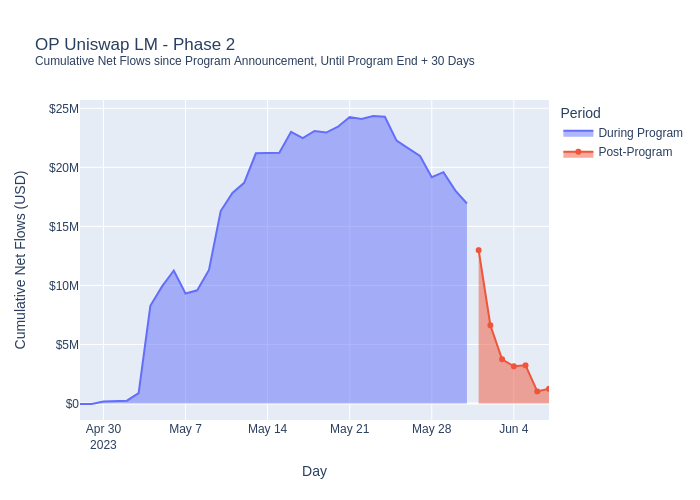 OP Uniswap LM - Phase 2
Cumulative Net Flows since Program Announcement, Until Program End + 30 Days
Period
During Program
Post-Program
Cumulative Net Flows (USD)
$25M
$20M
$15M
$10M
$5M
$0
Apr 30
2023
May 7
May 14
May 21
May 28
Jun 4
Day